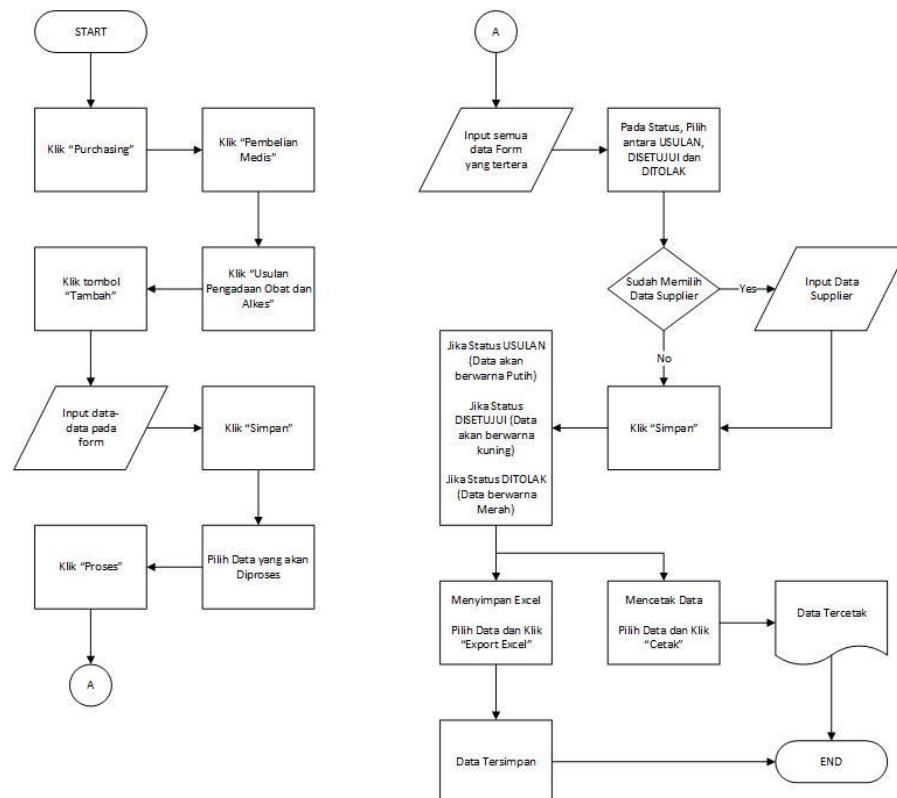 START
Klik “Purchasing”
Klik “Pembelian
Medis”
Klik “Usulan
Pengadaan Obat dan
Alkes”
Klik tombol
“Tambah”
Input data-
data pada
form
Klik “Simpan”
Pilih Data yang akan
Diproses
Klik “Proses”
A
A
Input semua
data Form
yang tertera
Pada Status, Pilih
antara USULAN,
DISETUJUI dan
DITOLAK
Sudah Memilih
Data Supplier
Yes
Input Data
Supplier
No
Klik “Simpan”
Jika Status USULAN
(Data akan
berwarna Putih)
Jika Status
DISETUJUI (Data
akan berwarna
kuning)
Jika Status DITOLAK
(Data berwarna
Merah)
Menyimpan Excel
Pilih Data dan Klik
“Export Excel”
Mencetak Data
Pilih Data dan Klik
“Cetak”
Data Tercetak
Data Tersimpan
END